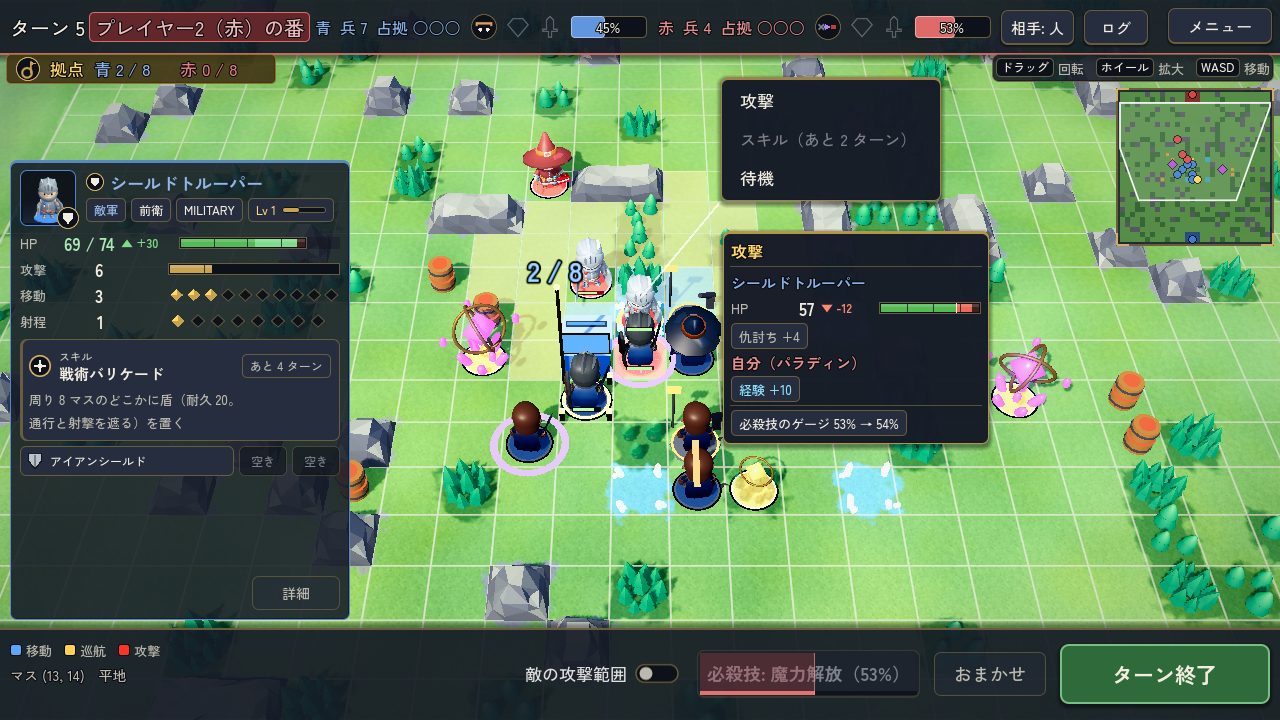 ターン 5 プレイヤー2（赤）の番 青 兵 7 占拠 〇〇〇 45% 赤 兵 4 占拠 〇〇〇 53% 相手: 人 ログ メニュー
拠点 青 2 / 8 赤 0 / 8
ドラッグ 回転 ホイール 拡大 WASD 移動
攻撃
スキル（あと 2 ターン）
待機
シールドトルーパー
敵軍 前衛 MILITARY Lv 1
HP 69 / 74 ▲ +30
攻撃 6
移動 3
射程 1
スキル
戦術バリケード
あと 4 ターン
周り 8 マスのどこかに盾（耐久 20。
通行と射撃を遮る）を置く
アイアンシールド 空き 空き
詳細
2 / 8
攻撃
シールドトルーパー
HP 57 ▼ -12
仇討ち +4
自分（パラディン）
経験 +10
必殺技のゲージ 53% → 54%
移動 巡航 攻撃
マス (13, 14) 平地
敵の攻撃範囲
必殺技: 魔力解放（53%）
おまかせ
ターン終了